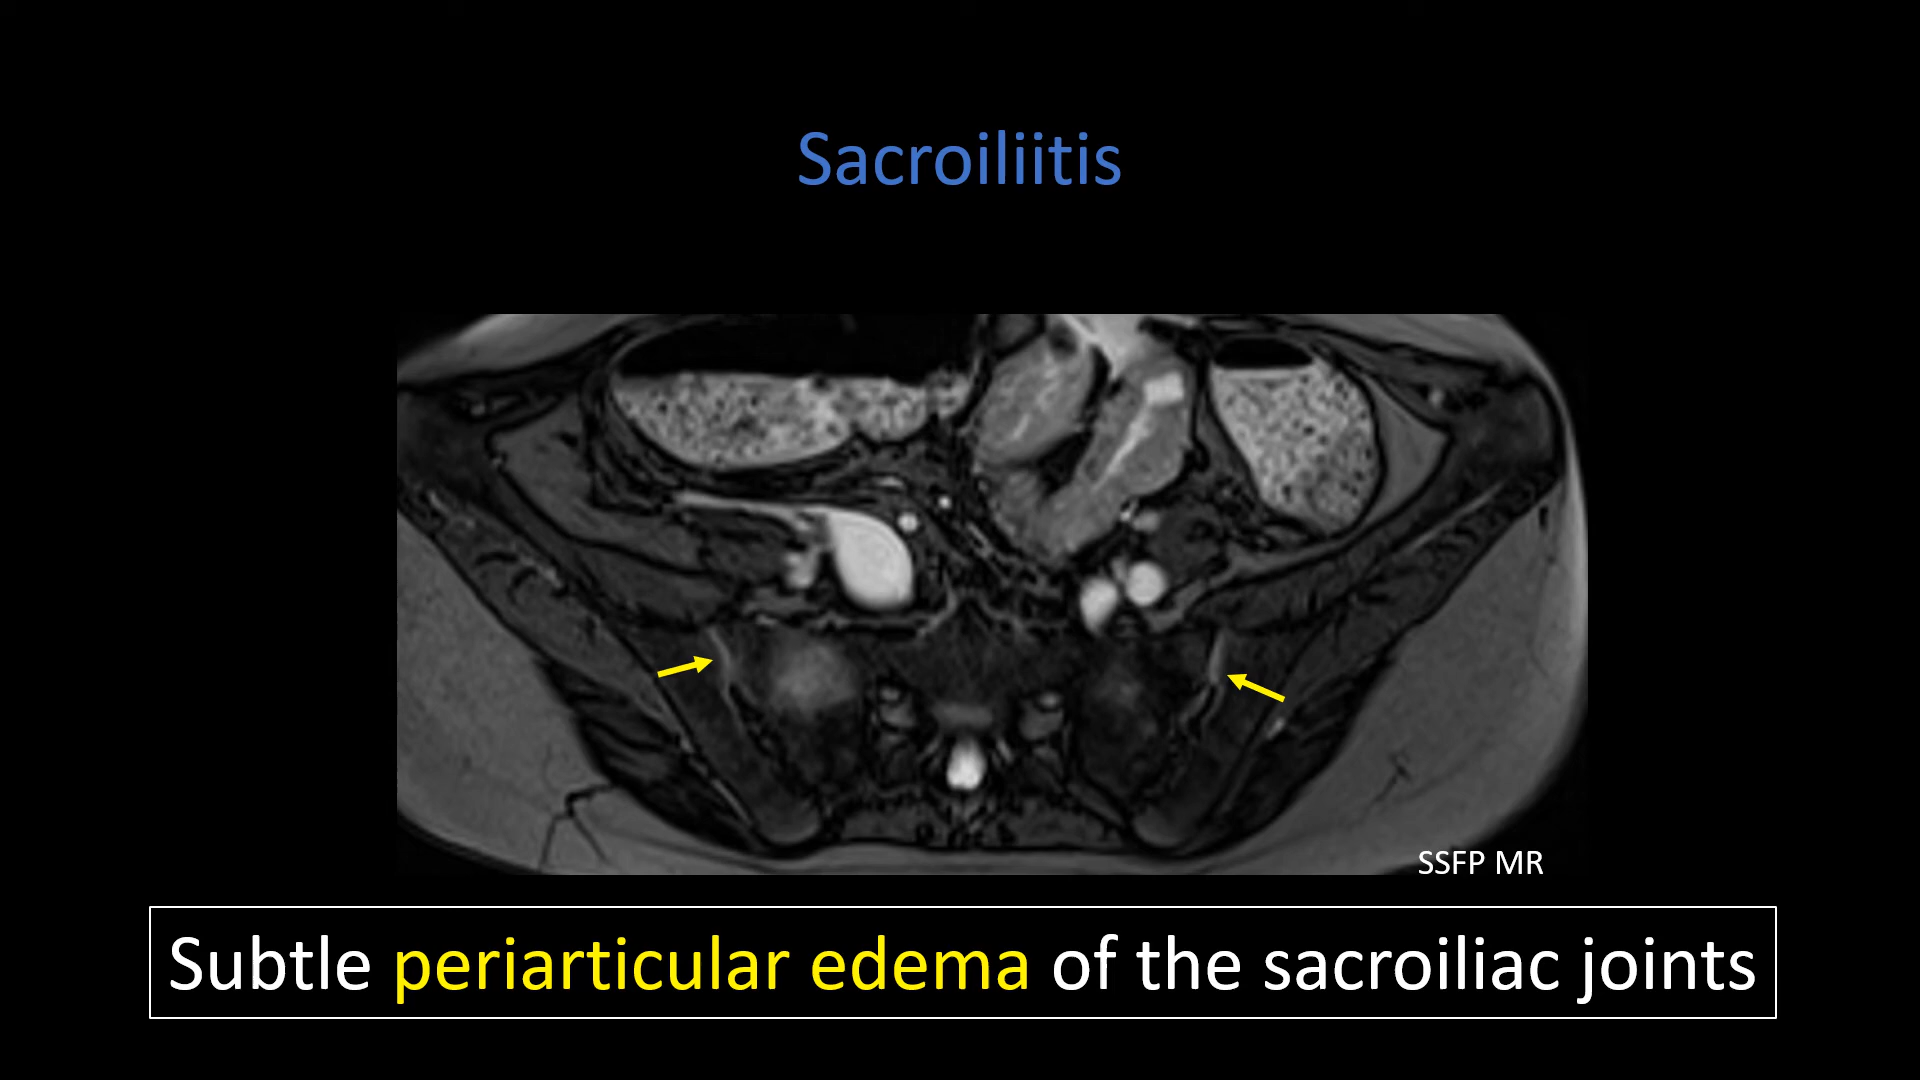 Sacroiliitis
SSFP MR
Subtle periarticular edema of the sacroiliac joints